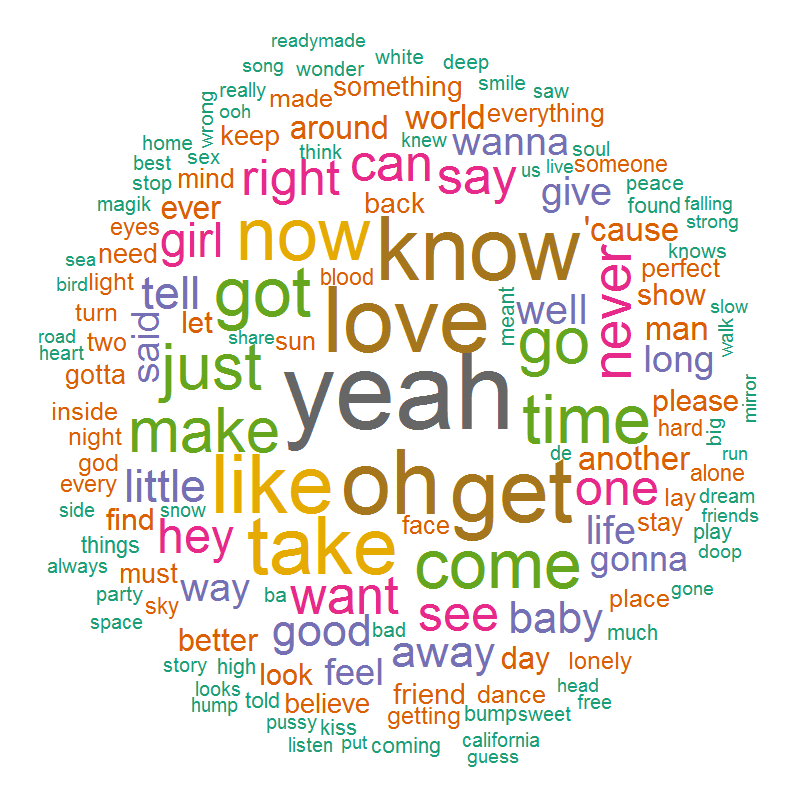 readymade
song wonder white deep
really made something smile saw
wrong ooh keep around world everything
home think knew wanna soul
best sex right can say us live someone
stop mind give peace
magik ever back found falling
eyes girl now know 'cause strong
sea need knows
bird light tell got blood love meant well never perfect
turn let show slow
road said two share sun go man walk
heart just long
gotta yeah
inside make time please mirror
night hard big
god de another run
every little like oh get one alone
side snow lay dream
find face stay friends
things hey take life play
always must come gonna doop
party way ba want place gone
space sky see baby
better good bad much
story high look feel away day lonely
looks told believe friend dance head
hump getting bump sweet free
pussy kiss
listen put coming california
guess